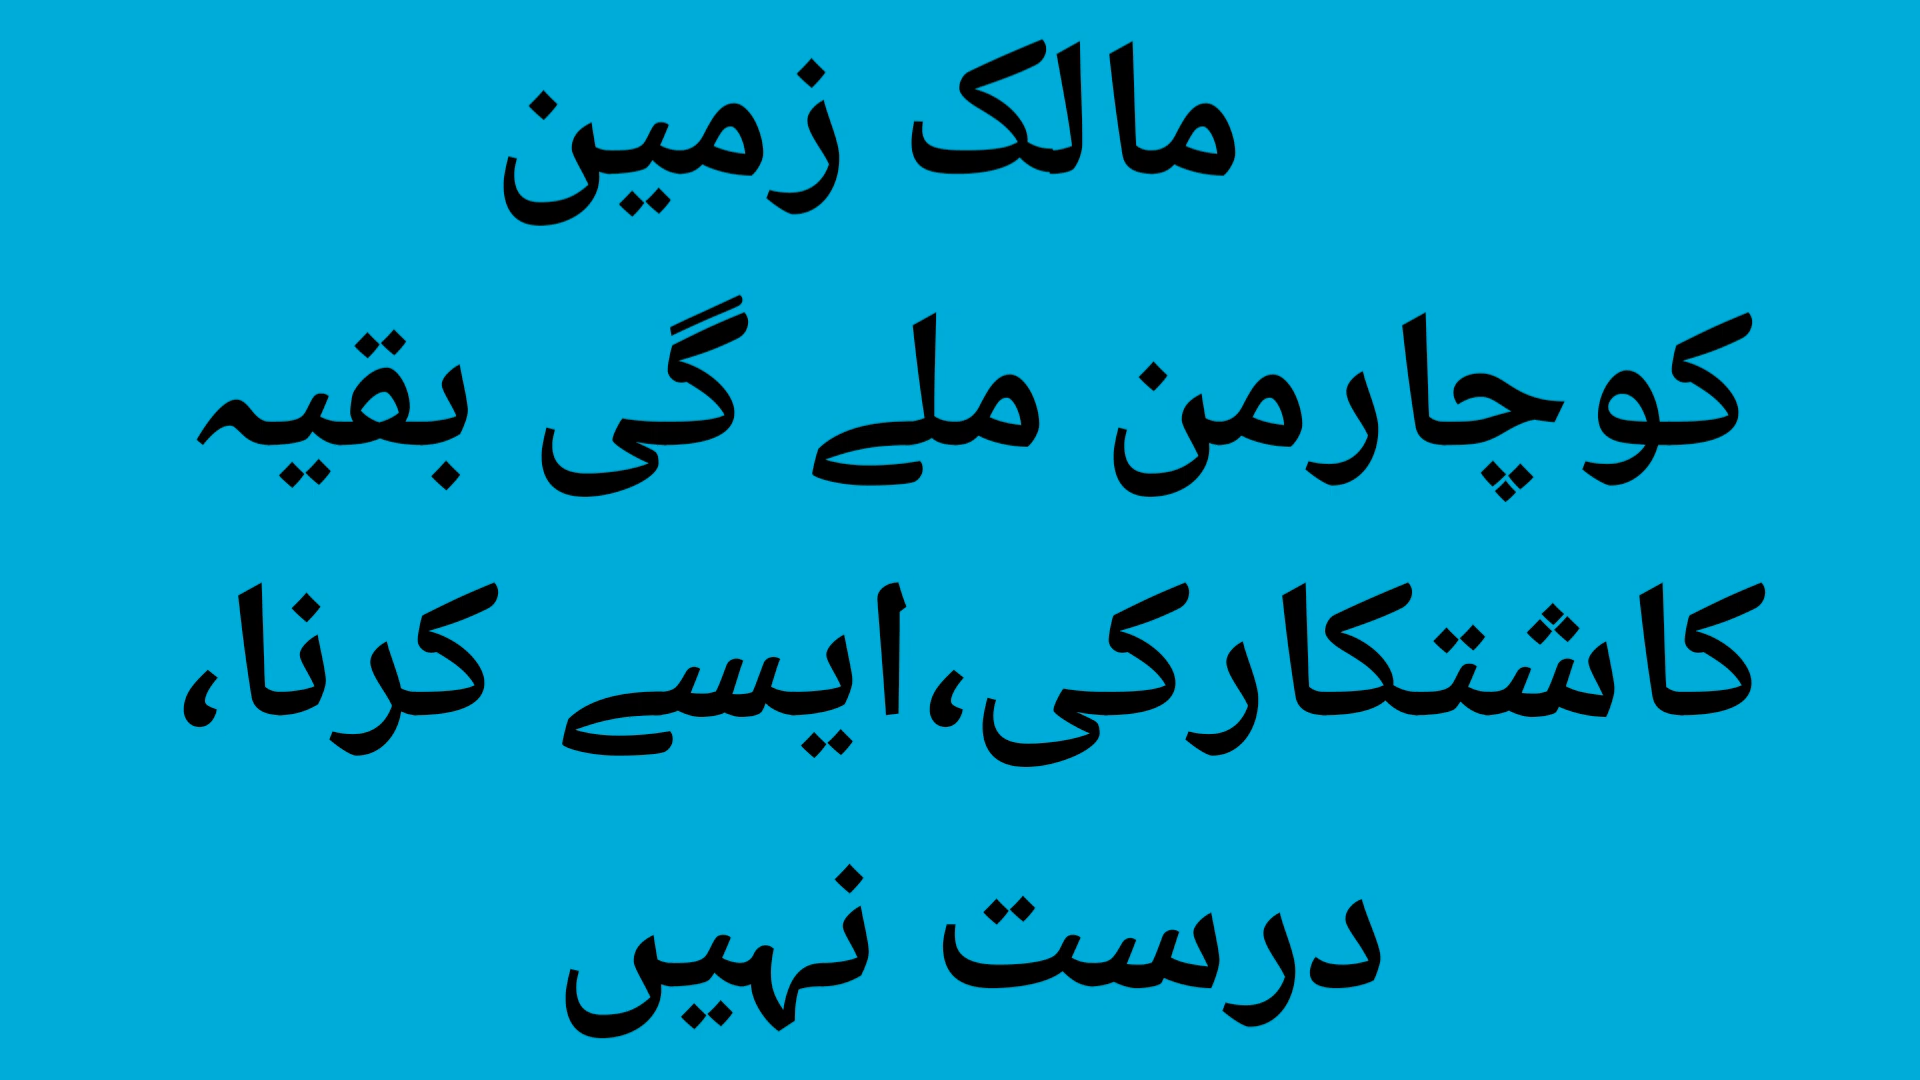 مالک زمین
کوچارمن ملے گی بقیہ
کاشتکارکی،ایسے کرنا،
درست نہیں